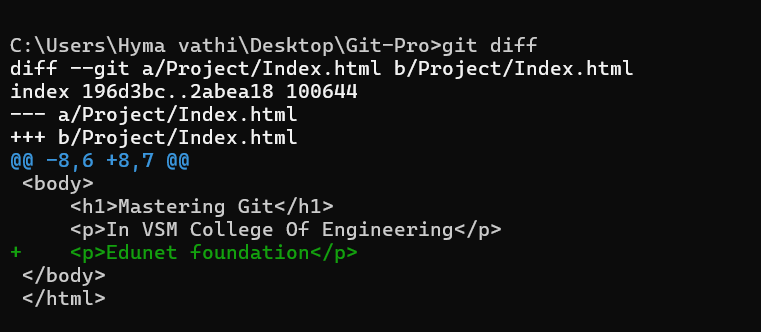 C:\Users\Hyma vathi\Desktop\Git-Pro>git diff
diff --git a/Project/Index.html b/Project/Index.html
index 196d3bc..2abea18 100644
--- a/Project/Index.html
+++ b/Project/Index.html
@@ -8,6 +8,7 @@
 <body>
     <h1>Mastering Git</h1>
     <p>In VSM College Of Engineering</p>
+    <p>Edunet foundation</p>
 </body>
 </html>